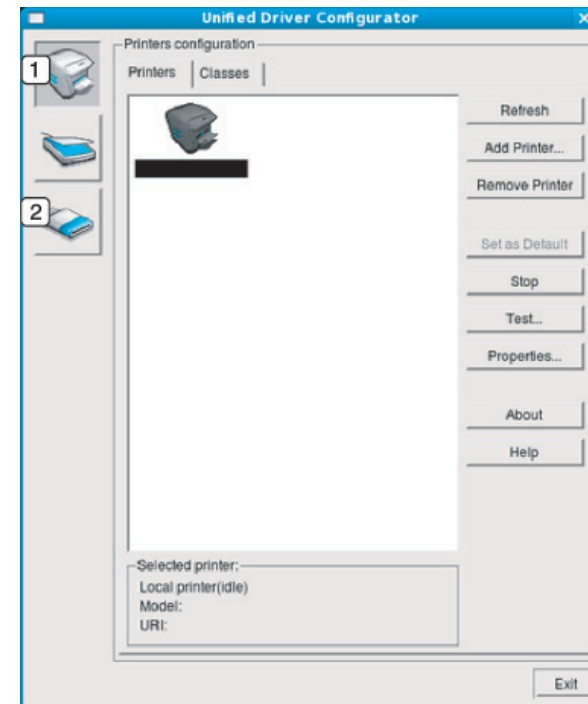 Unified Driver Configurator
1
2
Printers configuration
Printers Classes
Refresh
Add Printer...
Remove Printer
Set as Default
Stop
Test...
Properties...
About
Help
Selected printer:
Local printer(idle)
Model:
URI:
Exit